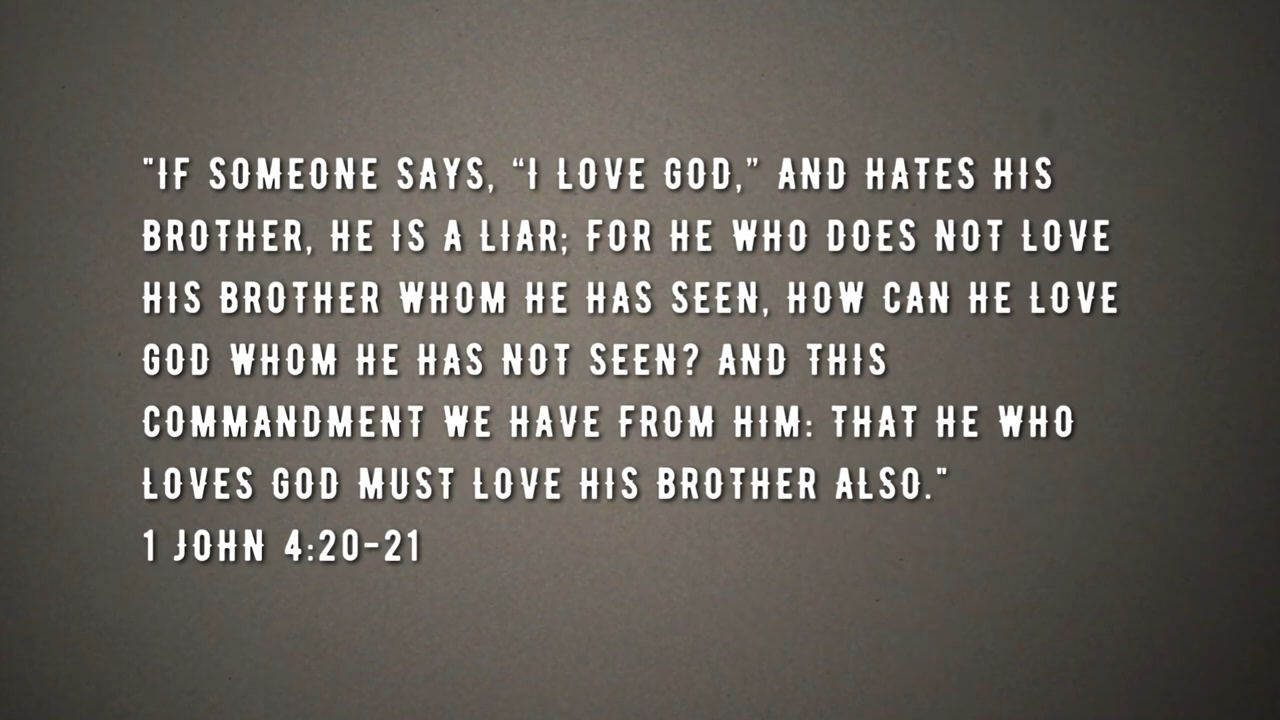 "IF SOMEONE SAYS, “I LOVE GOD,” AND HATES HIS
BROTHER, HE IS A LIAR; FOR HE WHO DOES NOT LOVE
HIS BROTHER WHOM HE HAS SEEN, HOW CAN HE LOVE
GOD WHOM HE HAS NOT SEEN? AND THIS
COMMANDMENT WE HAVE FROM HIM: THAT HE WHO
LOVES GOD MUST LOVE HIS BROTHER ALSO."
1 JOHN 4:20-21